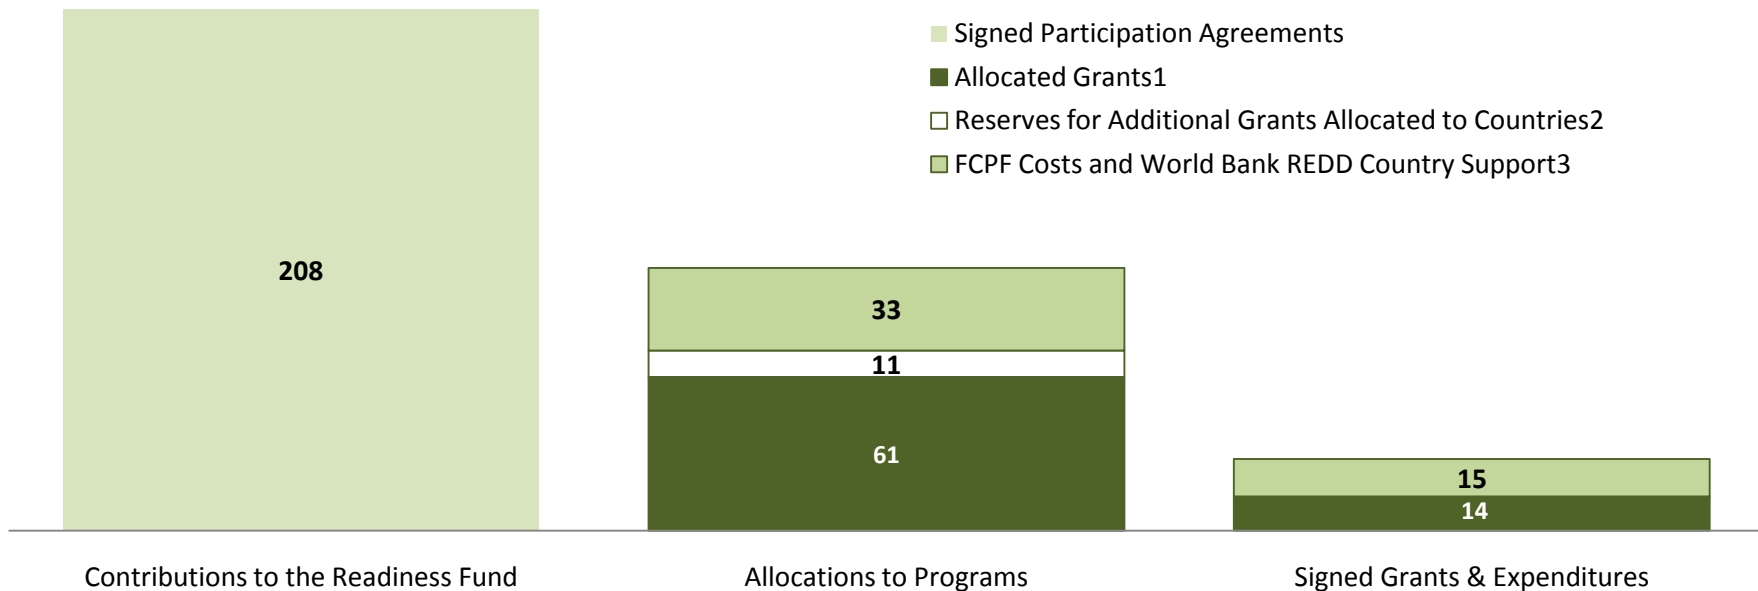 Signed Participation Agreements
Allocated Grants1
Reserves for Additional Grants Allocated to Countries2
FCPF Costs and World Bank REDD Country Support3
208
33
11
61
15
14
Contributions to the Readiness Fund
Allocations to Programs
Signed Grants & Expenditures